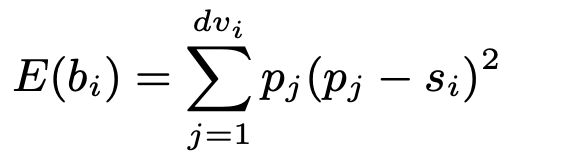 E(b_i) = \sum_{j=1}^{dv_i} p_j (p_j - s_i)^2